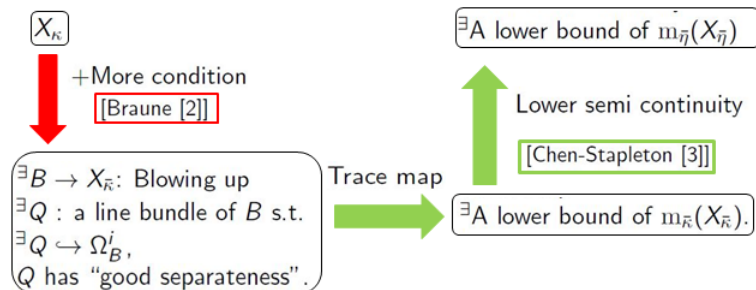 X_κ
+More condition
[Braune [2]]
∃B → X_κ̄: Blowing up
∃Q : a line bundle of B s.t.
∃Q ↪ Ω^i_B,
Q has “good separateness”.
Trace map
∃A lower bound of m_κ̄(X_κ̄).
Lower semi continuity
[Chen-Stapleton [3]]
∃A lower bound of m_η̄(X_η̄)